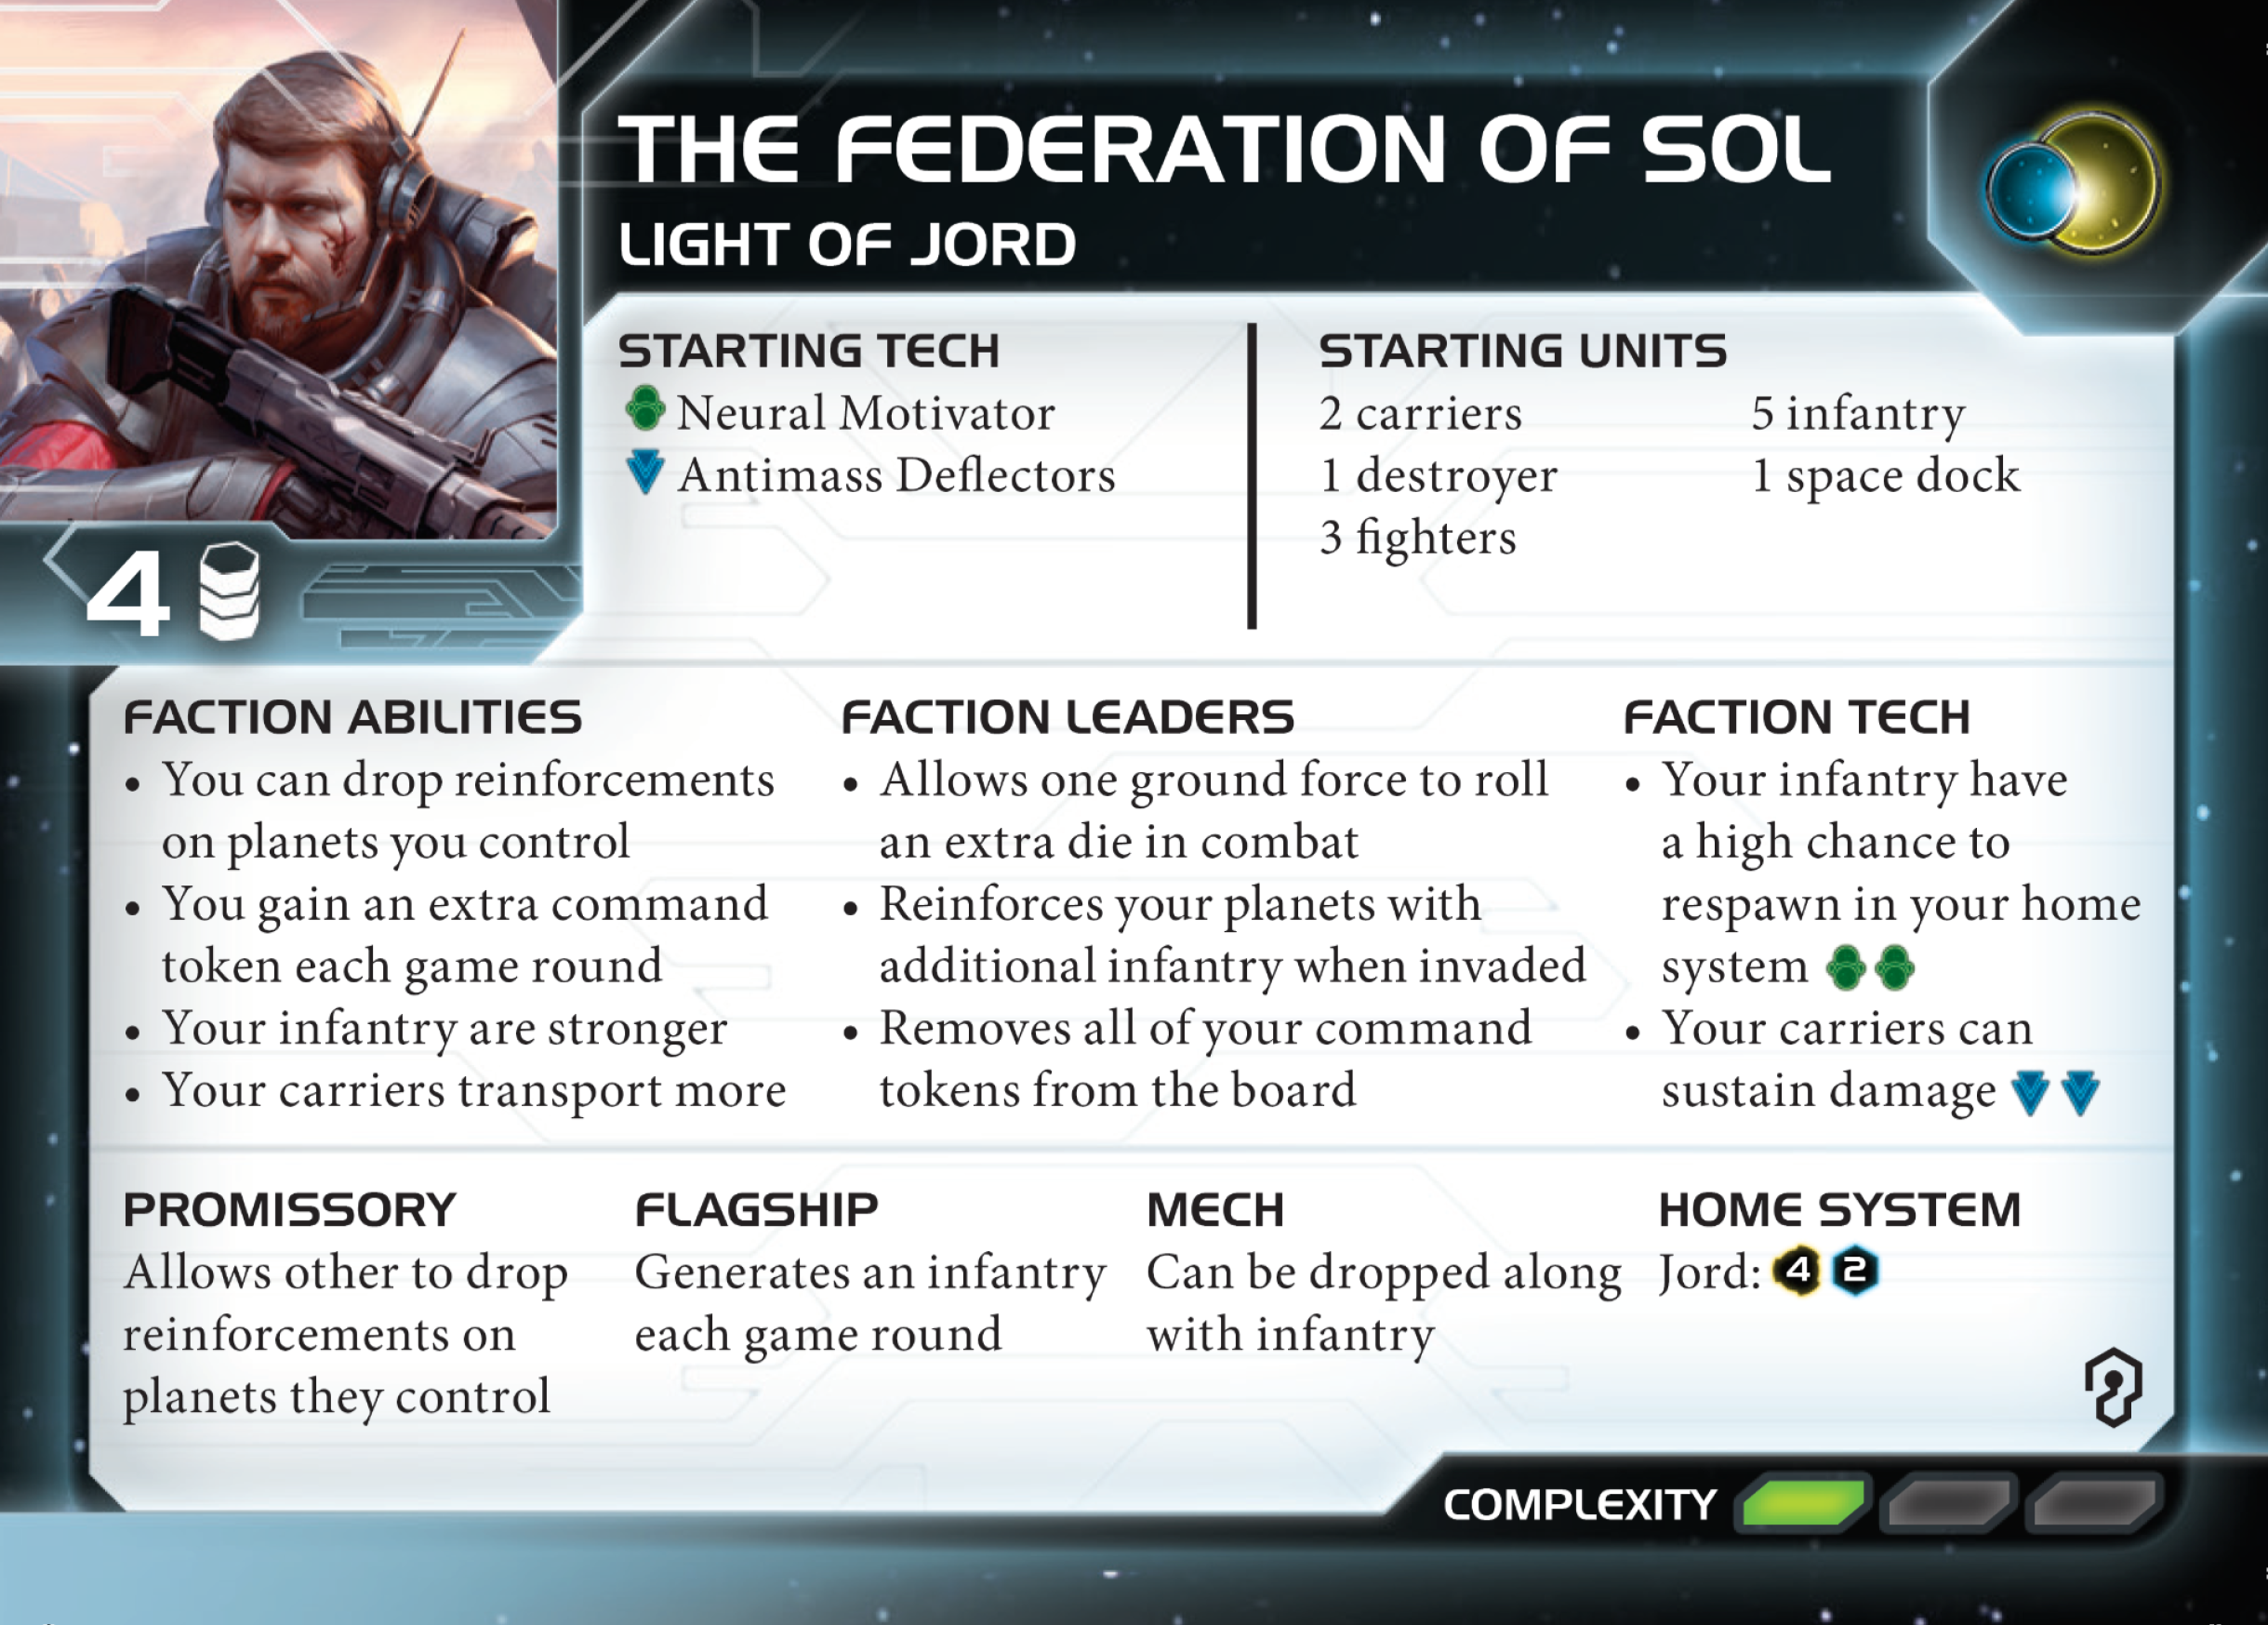 THE FEDERATION OF SOL
LIGHT OF JORD
STARTING TECH
Neural Motivator
Antimass Deflectors
STARTING UNITS
2 carriers
1 destroyer
3 fighters
5 infantry
1 space dock
4
FACTION ABILITIES
• You can drop reinforcements
on planets you control
• You gain an extra command
token each game round
• Your infantry are stronger
• Your carriers transport more
FACTION LEADERS
• Allows one ground force to roll
an extra die in combat
• Reinforces your planets with
additional infantry when invaded
• Removes all of your command
tokens from the board
FACTION TECH
• Your infantry have
a high chance to
respawn in your home
system
• Your carriers can
sustain damage
PROMISSORY
Allows other to drop
reinforcements on
planets they control
FLAGSHIP
Generates an infantry
each game round
MECH
Can be dropped along
with infantry
HOME SYSTEM
Jord: 4 2
COMPLEXITY